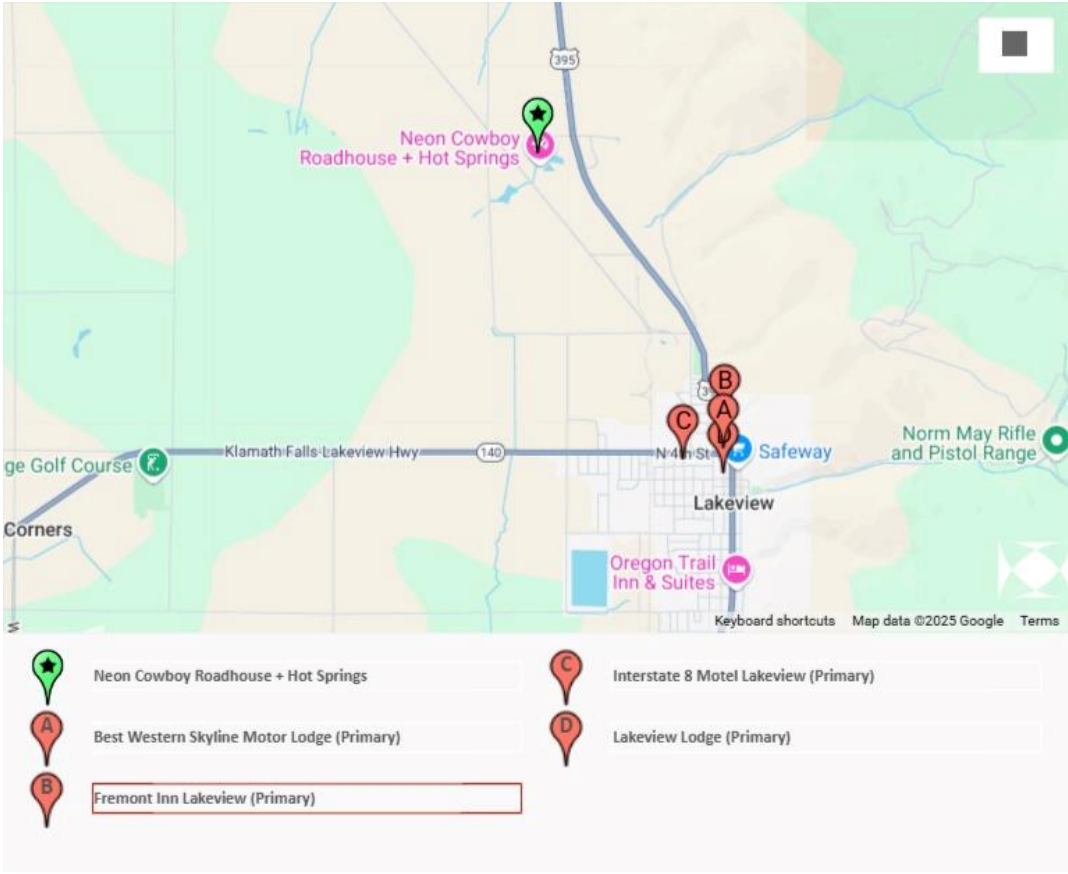 395
Neon Cowboy
Roadhouse + Hot Springs
B
3
A
C
D
Klamath Falls-Lakeview Hwy
140
N 4th St
Safeway
Norm May Rifle
and Pistol Range
ge Golf Course
Lakeview
Corners
Oregon Trail
Inn & Suites
Keyboard shortcuts Map data ©2025 Google Terms
Neon Cowboy Roadhouse + Hot Springs
C Interstate 8 Motel Lakeview (Primary)
A Best Western Skyline Motor Lodge (Primary)
D Lakeview Lodge (Primary)
B Fremont Inn Lakeview (Primary)